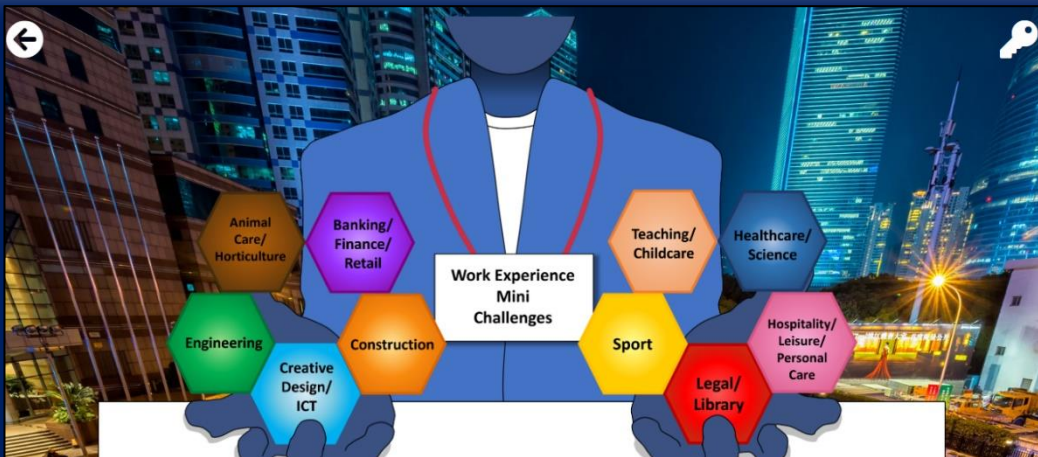 Animal
Care/
Horticulture
Banking/
Finance/
Retail
Engineering
Creative
Design/
ICT
Construction
Work Experience
Mini
Challenges
Teaching/
Childcare
Healthcare/
Science
Sport
Legal/
Library
Hospitality/
Leisure/
Personal
Care